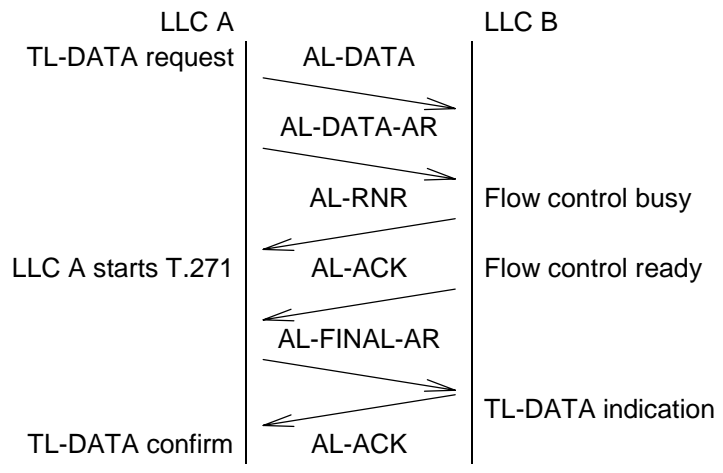 LLC A LLC B
TL-DATA request AL-DATA
AL-DATA-AR
AL-RNR Flow control busy
LLC A starts T.271 AL-ACK Flow control ready
AL-FINAL-AR
TL-DATA indication
TL-DATA confirm AL-ACK